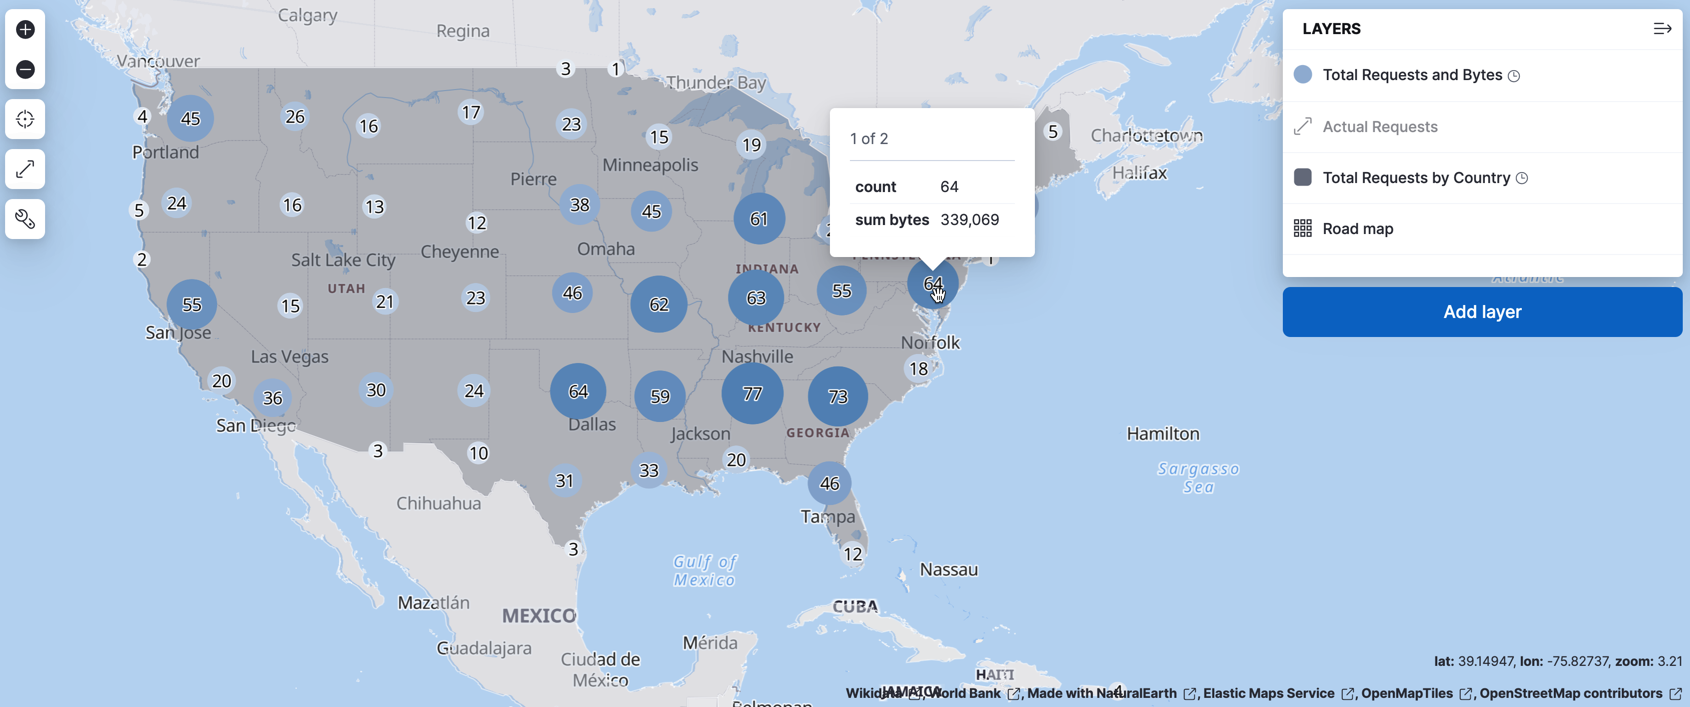 Calgary
Regina
Vancouver
3
1
Thunder Bay
4
45
26
16
17
23
15
19
5
Charlottetown
Portland
Minneapolis
Halifax
Pierre
5
24
16
13
12
38
45
61
Salt Lake City
Cheyenne
Omaha
2
UTAH
INDIANA
1
55
15
21
23
46
62
63
55
64
San Jose
KENTUCKY
Las Vegas
Nashville
Norfolk
18
20
36
30
24
64
59
77
73
San Diego
Dallas
Jackson
GEORGIA
Hamilton
3
10
31
33
20
46
Sargasso
Sea
Chihuahua
Tampa
3
12
Gulf of
Mexico
Nassau
Mazatlán
MEXICO
CUBA
Guadalajara
Mérida
Ciudad de
México
HAITI
JAMAICA
4
Belmopan
1 of 2
count 64
sum bytes 339,069
LAYERS
Total Requests and Bytes
Actual Requests
Total Requests by Country
Road map
Atlantic
Add layer
lat: 39.14947, lon: -75.82737, zoom: 3.21
Wikidata, World Bank, Made with NaturalEarth, Elastic Maps Service, OpenMapTiles, OpenStreetMap contributors